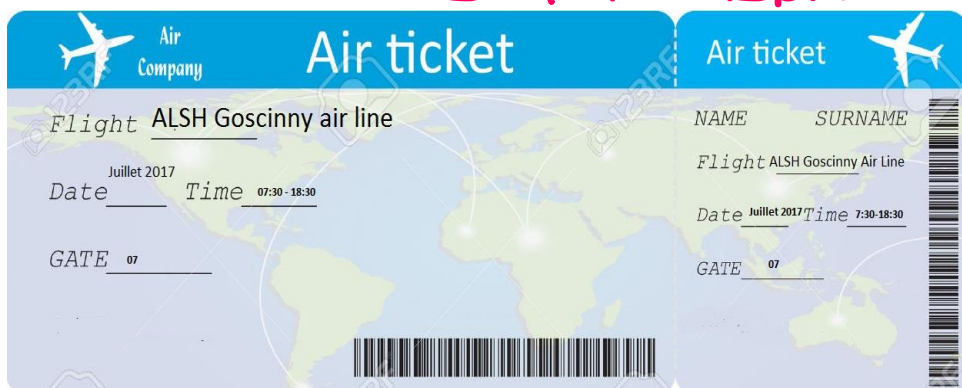 Air
Company
Air ticket
Flight ALSH Goscinny air line
Date Juillet 2017 Time 07:30 - 18:30
GATE 07
Air ticket
NAME SURNAME
Flight ALSH Goscinny Air Line
Date Juillet 2017 Time 7:30-18:30
GATE 07
123RF
123RF